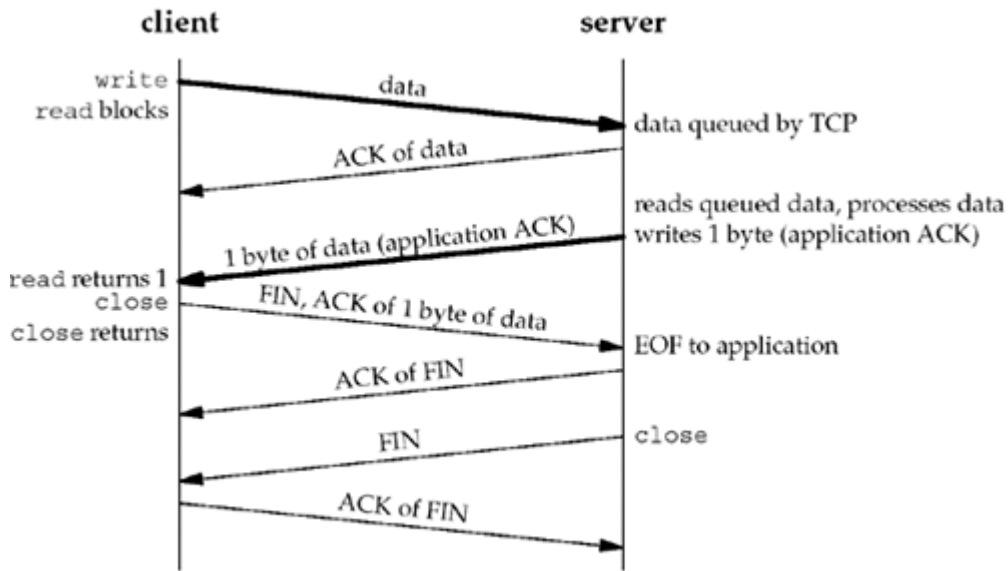 client
server
write
data
read blocks
data queued by TCP
ACK of data
reads queued data, processes data
writes 1 byte (application ACK)
1 byte of data (application ACK)
read returns 1
close
FIN, ACK of 1 byte of data
close returns
EOF to application
ACK of FIN
close
FIN
ACK of FIN